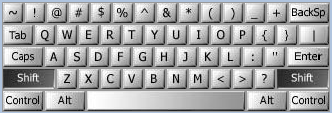 ~ ! @ # $ % ^ & * ( ) _ + BackSp
Tab Q W E R T Y U I O P { } |
Caps A S D F G H J K L : " Enter
Shift Z X C V B N M < > ? Shift
Control Alt Alt Control